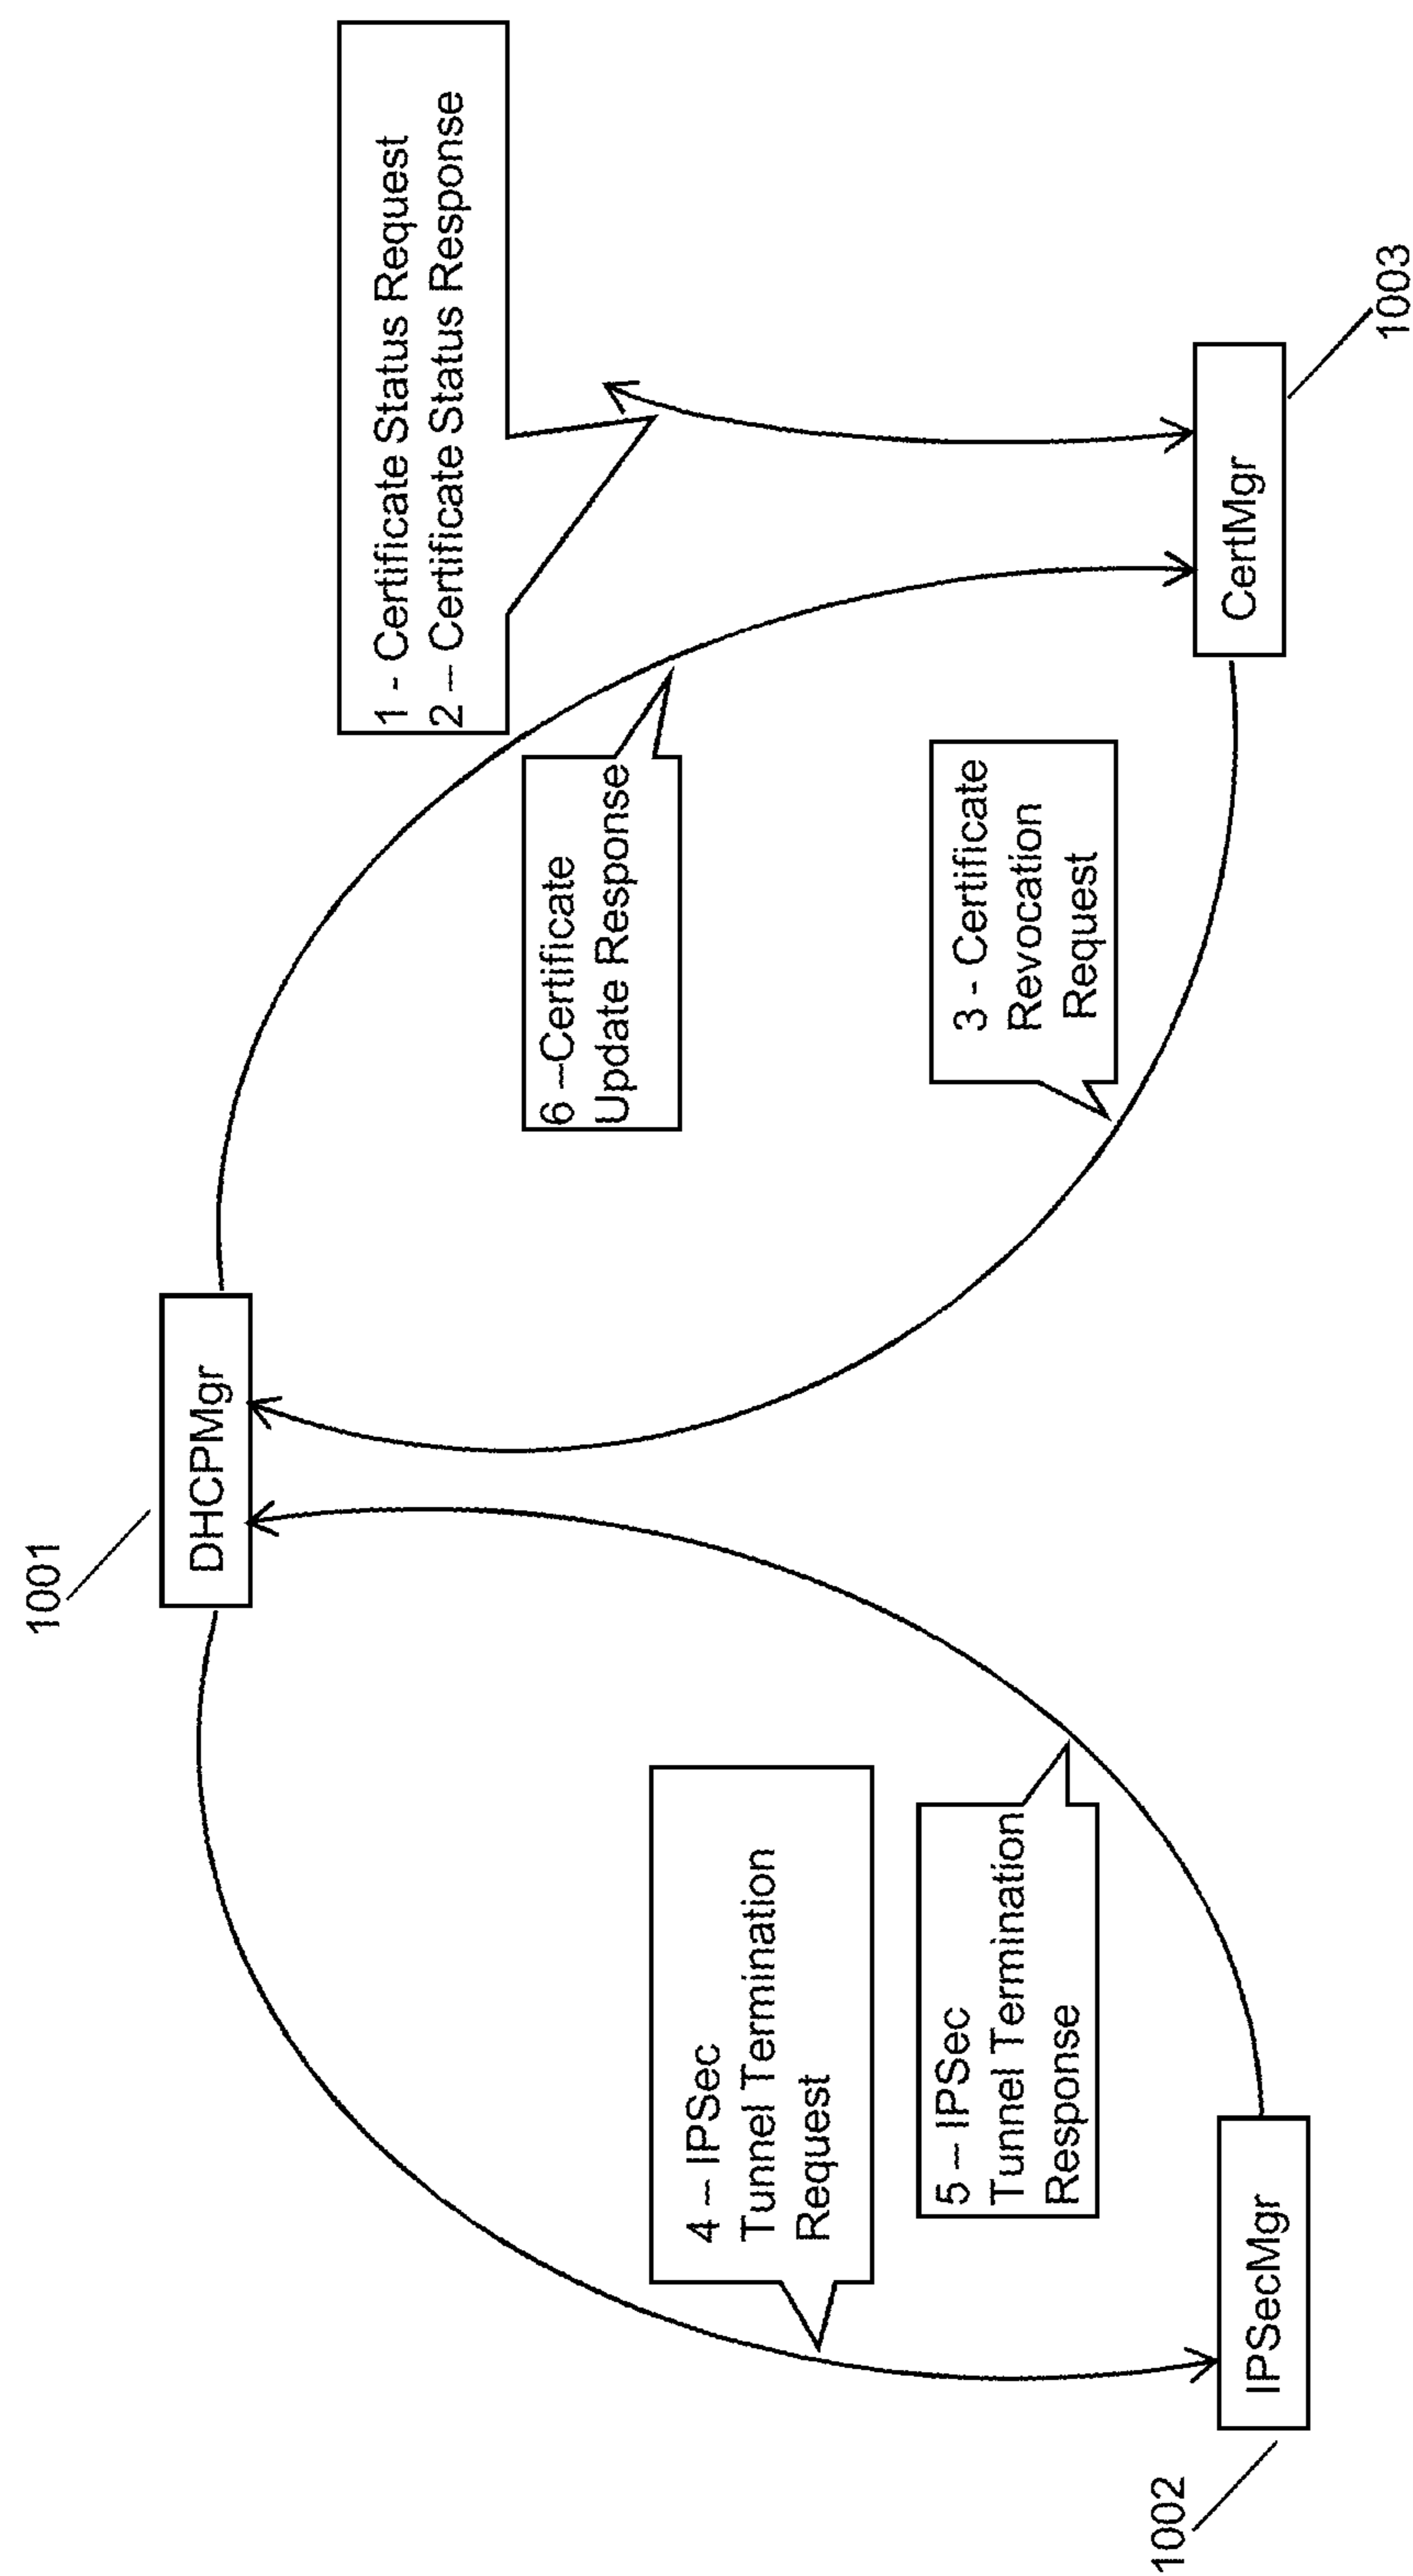 1001
DHCPMgr
1 - Certificate Status Request
2 – Certificate Status Response
6 –Certificate
Update Response
4 – IPSec
Tunnel Termination
Request
3 - Certificate
Revocation
Request
5 – IPSec
Tunnel Termination
Response
1002
IPSecMgr
CertMgr
1003